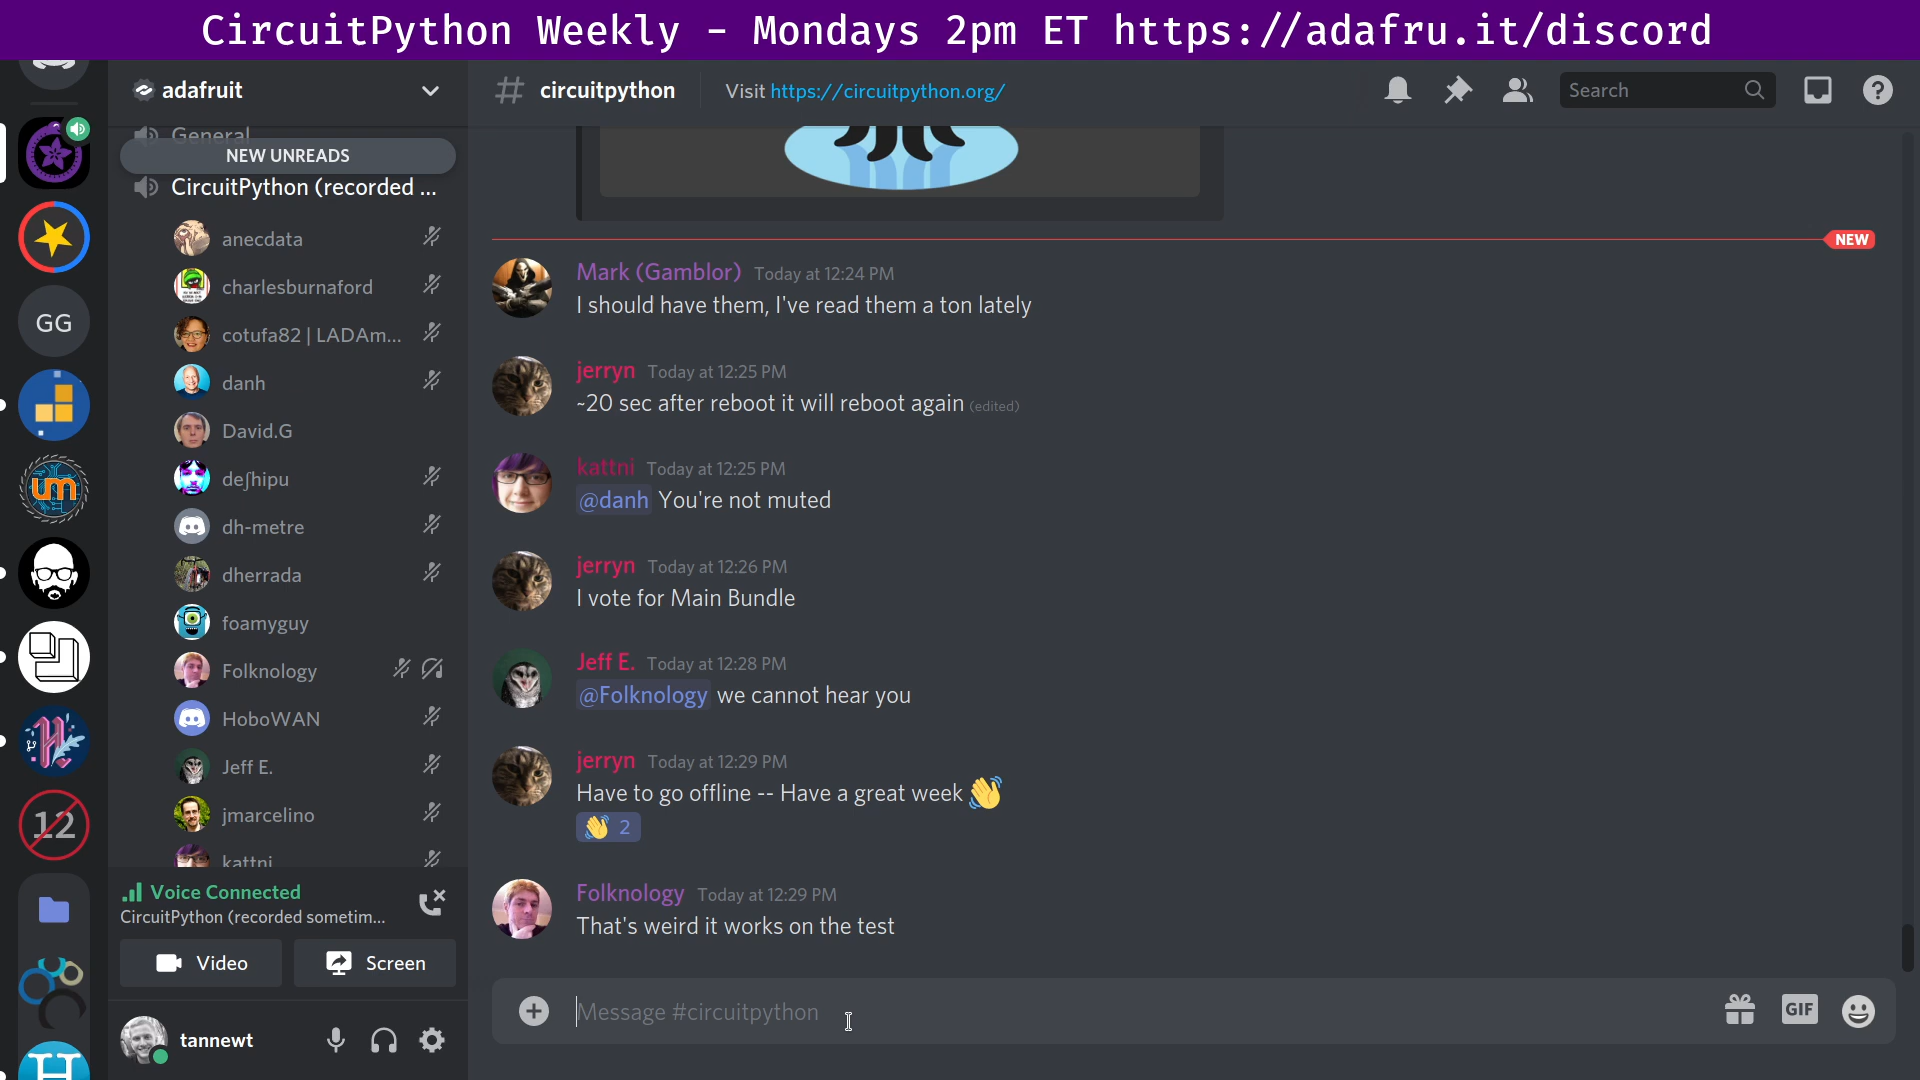 CircuitPython Weekly – Mondays 2pm ET https://adafru.it/discord
adafruit
General
NEW UNREADS
CircuitPython (recorded ...
anecdata
charlesburnaford
cotufa82 | LADAm...
danh
David.G
deʃhipu
dh-metre
dherrada
foamyguy
Folknology
HoboWAN
Jeff E.
jmarcelino
kattni
Voice Connected
CircuitPython (recorded sometim...
Video
Screen
tannewt
GG
um
12
H
# circuitpython
Visit https://circuitpython.org/
Search
NEW
Mark (Gamblor) Today at 12:24 PM
I should have them, I've read them a ton lately
jerryn Today at 12:25 PM
~20 sec after reboot it will reboot again (edited)
kattni Today at 12:25 PM
@danh You're not muted
jerryn Today at 12:26 PM
I vote for Main Bundle
Jeff E. Today at 12:28 PM
@Folknology we cannot hear you
jerryn Today at 12:29 PM
Have to go offline -- Have a great week 👋
👋 2
Folknology Today at 12:29 PM
That's weird it works on the test
Message #circuitpython
GIF